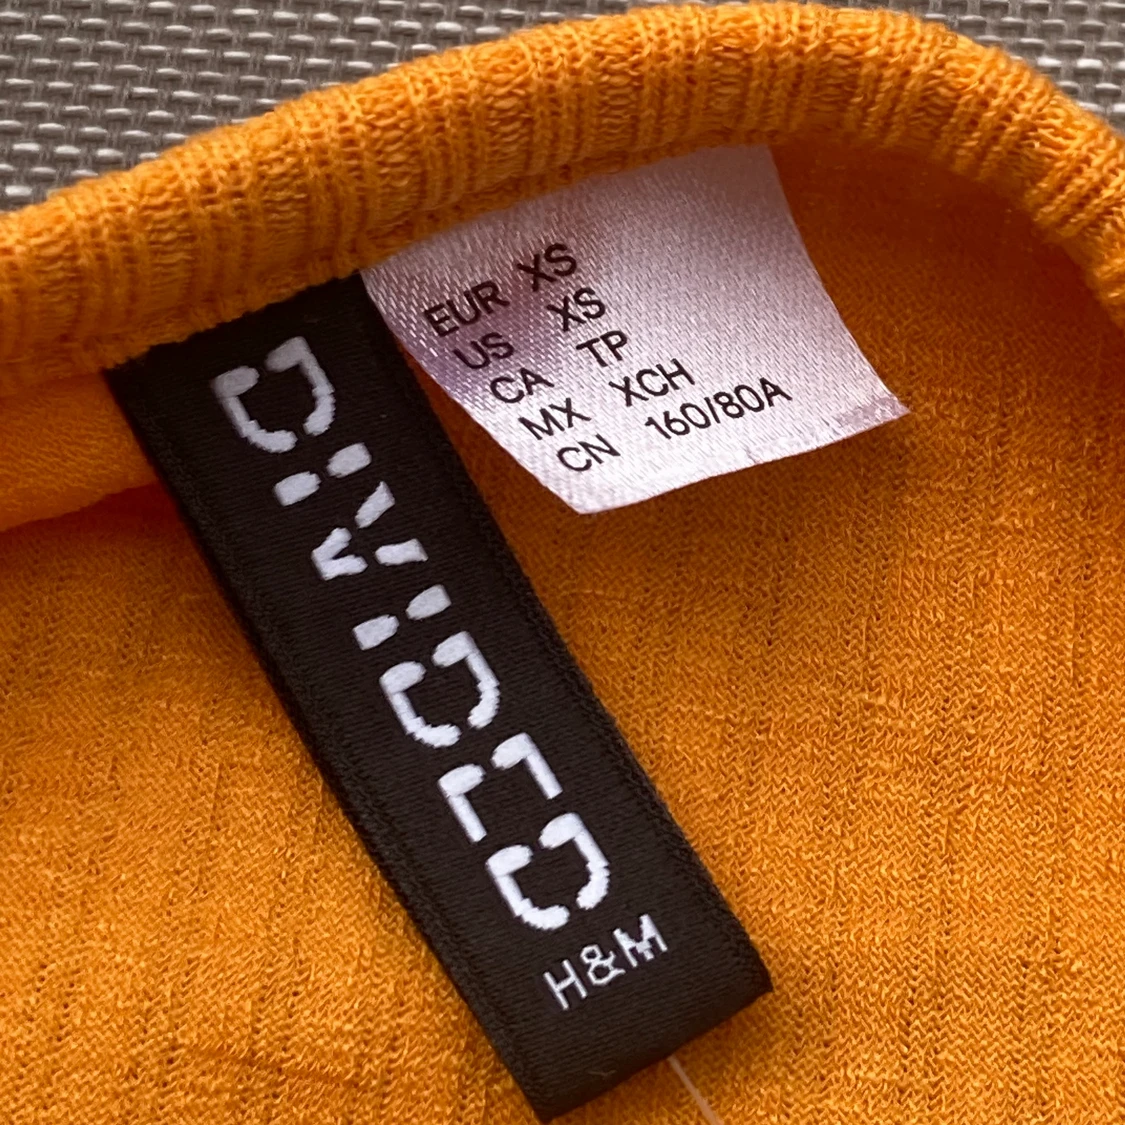 DIVIDED
H&M
EUR XS
US XS
CA TP
MX XCH
CN 160/80A